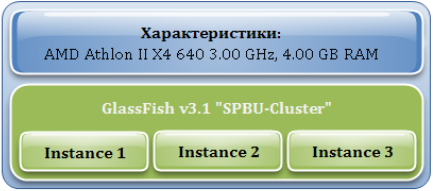 Характеристики:
AMD Athlon II X4 640 3.00 GHz, 4.00 GB RAM
GlassFish v3.1 "SPBU-Cluster"
Instance 1 Instance 2 Instance 3